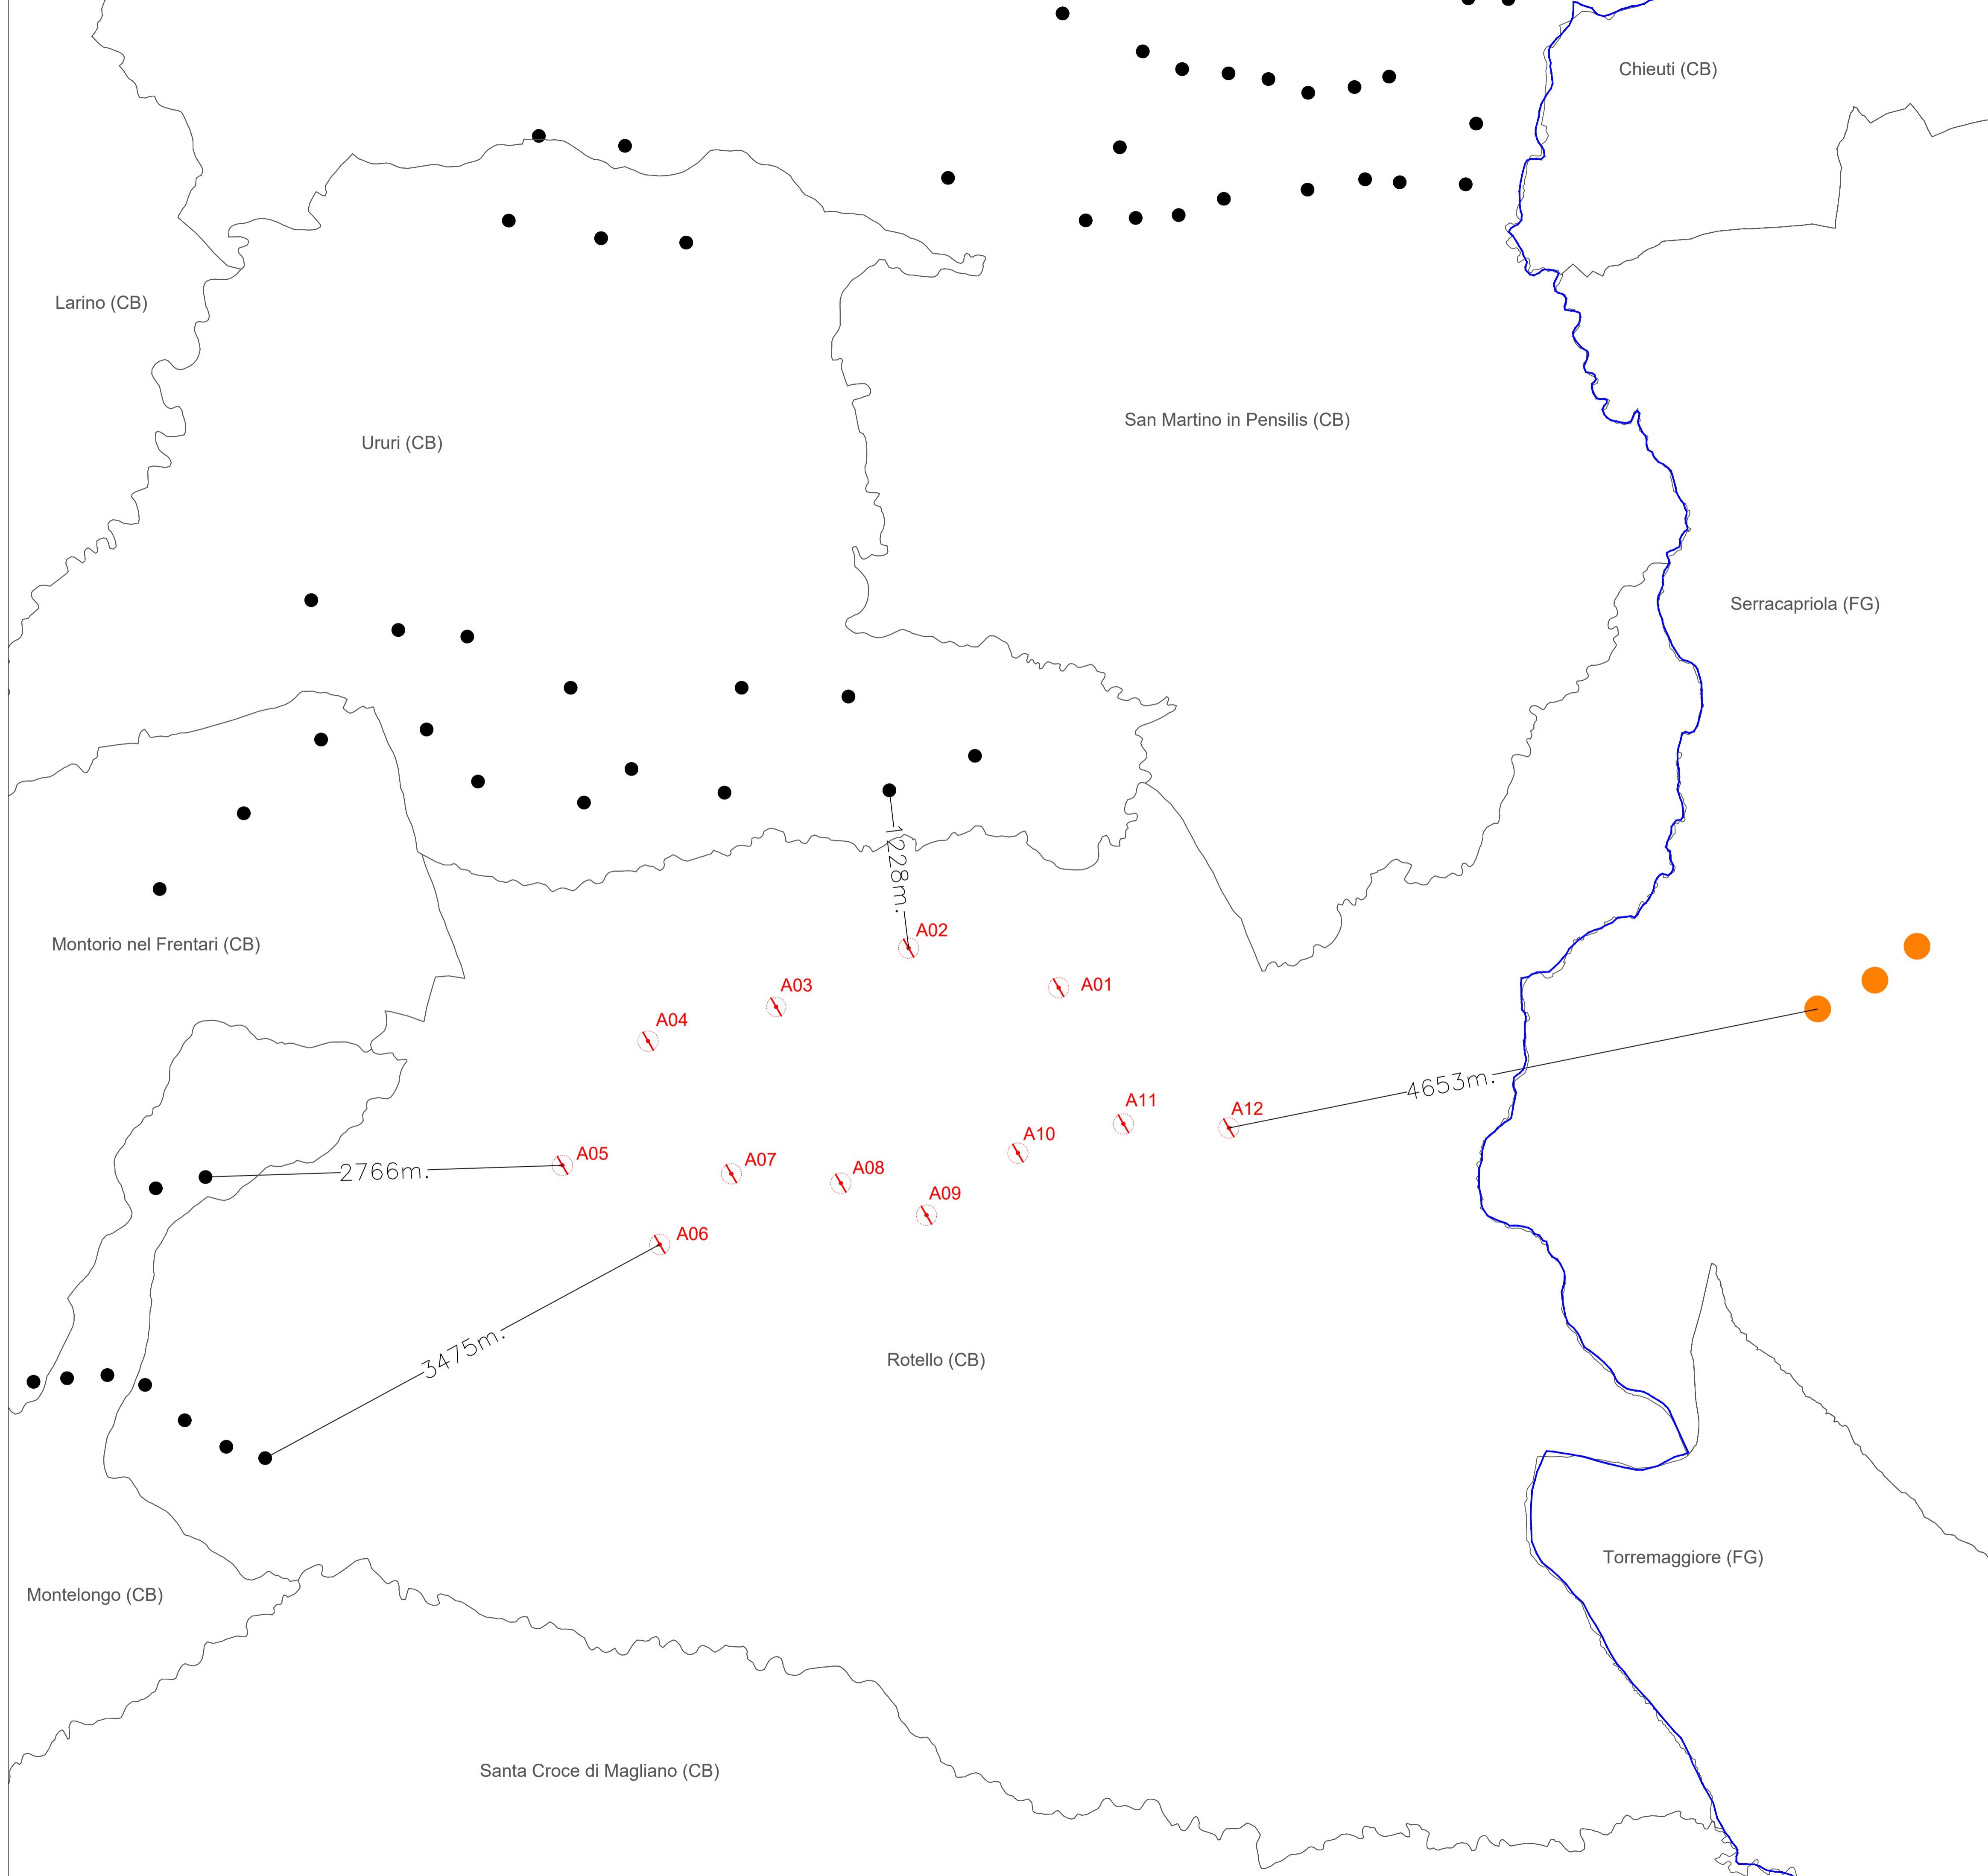 Chieuti (CB)
Larino (CB)
San Martino in Pensilis (CB)
Ururi (CB)
Serracapriola (FG)
1228m.
A02
Montorio nel Frentari (CB)
A03
A01
A04
4653m.
A11
A12
A10
A05
A07
A08
2766m.
A09
A06
3475m.
Rotello (CB)
Torremaggiore (FG)
Montelongo (CB)
Santa Croce di Magliano (CB)